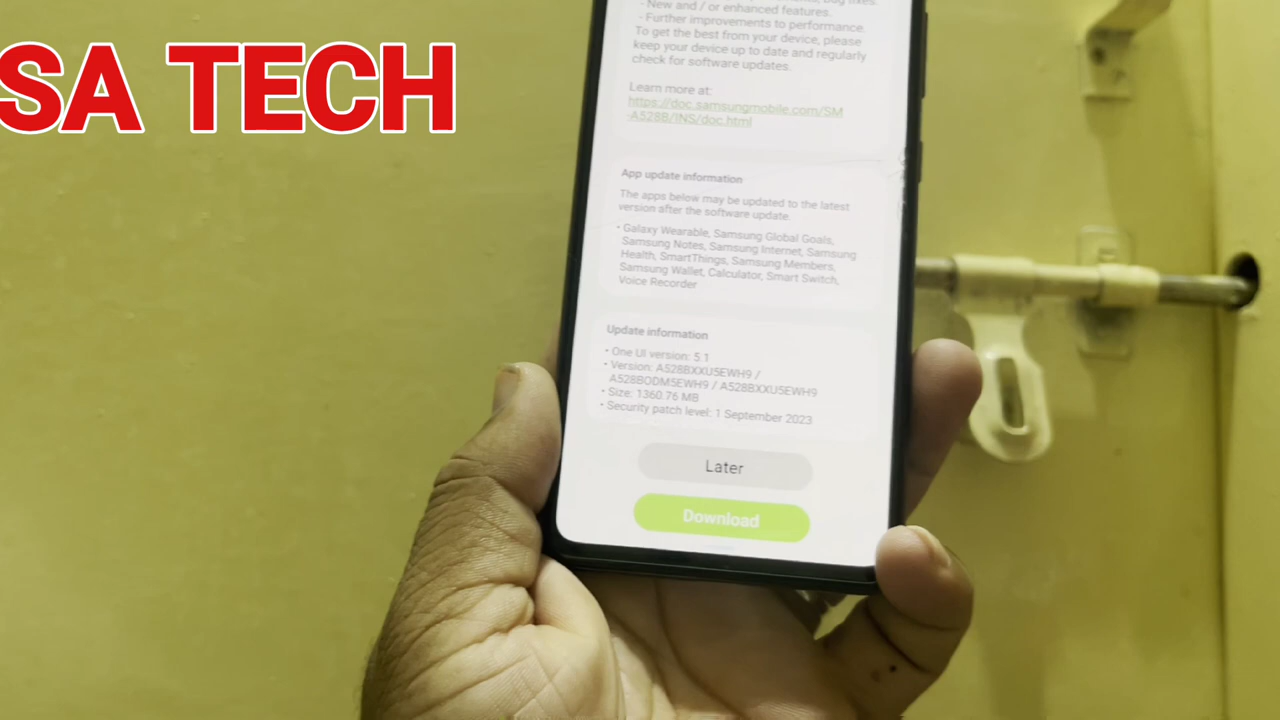 SA TECH
- New and / or enhanced features.
- Further improvements to performance.
To get the best from your device, please
keep your device up to date and regularly
check for software updates.
Learn more at:
https://doc.samsungmobile.com/SM
-A528B/INS/doc.html
App update information
The apps below may be updated to the latest
version after the software update.
• Galaxy Wearable, Samsung Global Goals,
Samsung Notes, Samsung Internet, Samsung
Health, SmartThings, Samsung Members,
Samsung Wallet, Calculator, Smart Switch,
Voice Recorder
Update information
• One UI version: 5.1
• Version: A528BXXU5EWH9 /
A528BODM5EWH9 / A528BXXU5EWH9
• Size: 1360.76 MB
• Security patch level: 1 September 2023
Later
Download